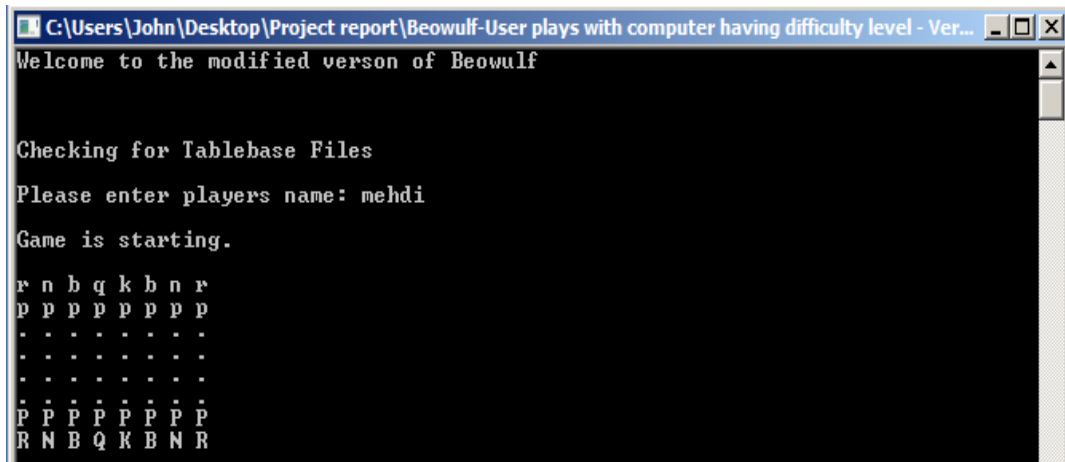 C:\Users\John\Desktop\Project report\Beowulf-User plays with computer having difficulty level - Ver...
Welcome to the modified verson of Beowulf
Checking for Tablebase Files
Please enter players name: mehdi
Game is starting.
r n b q k b n r
p p p p p p p p
. . . . . . . .
. . . . . . . .
. . . . . . . .
. . . . . . . .
P P P P P P P P
R N B Q K B N R